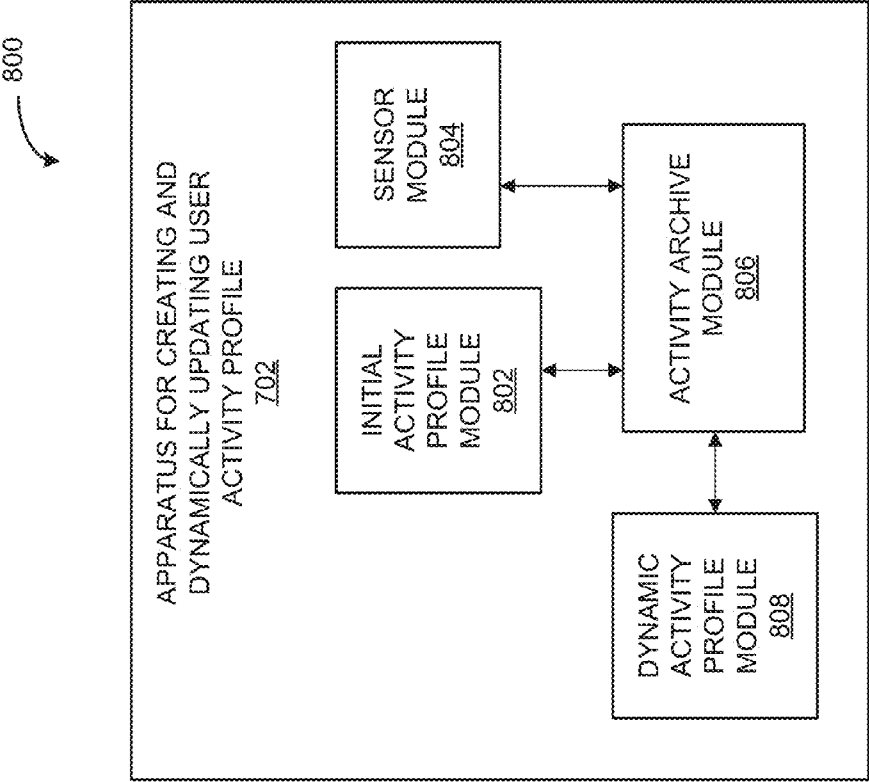 800
APPARATUS FOR CREATING AND
DYNAMICALLY UPDATING USER
ACTIVITY PROFILE
702
INITIAL
ACTIVITY
PROFILE
MODULE
802
SENSOR
MODULE
804
DYNAMIC
ACTIVITY
PROFILE
MODULE
808
ACTIVITY ARCHIVE
MODULE
806